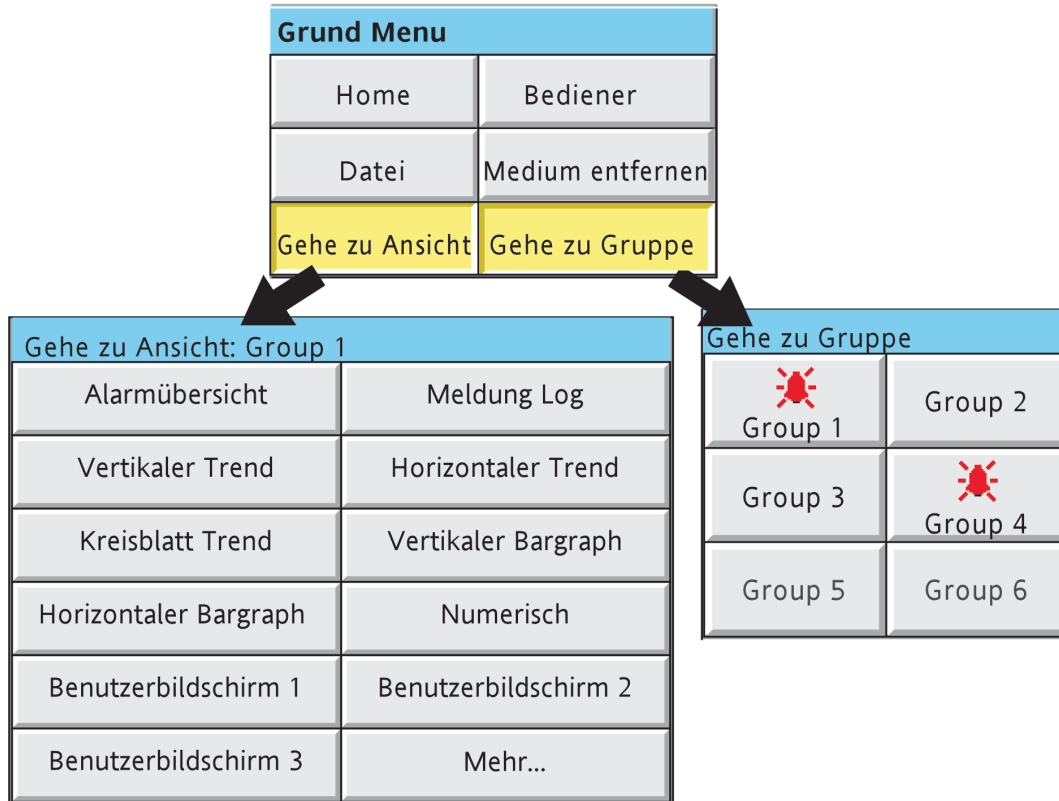 Grund Menu
Home
Bediener
Datei
Medium entfernen
Gehe zu Ansicht
Gehe zu Gruppe
Gehe zu Ansicht: Group 1
Alarmübersicht
Meldung Log
Vertikaler Trend
Horizontaler Trend
Kreisblatt Trend
Vertikaler Bargraph
Horizontaler Bargraph
Numerisch
Benutzerbildschirm 1
Benutzerbildschirm 2
Benutzerbildschirm 3
Mehr...
Gehe zu Gruppe
Group 1
Group 2
Group 3
Group 4
Group 5
Group 6